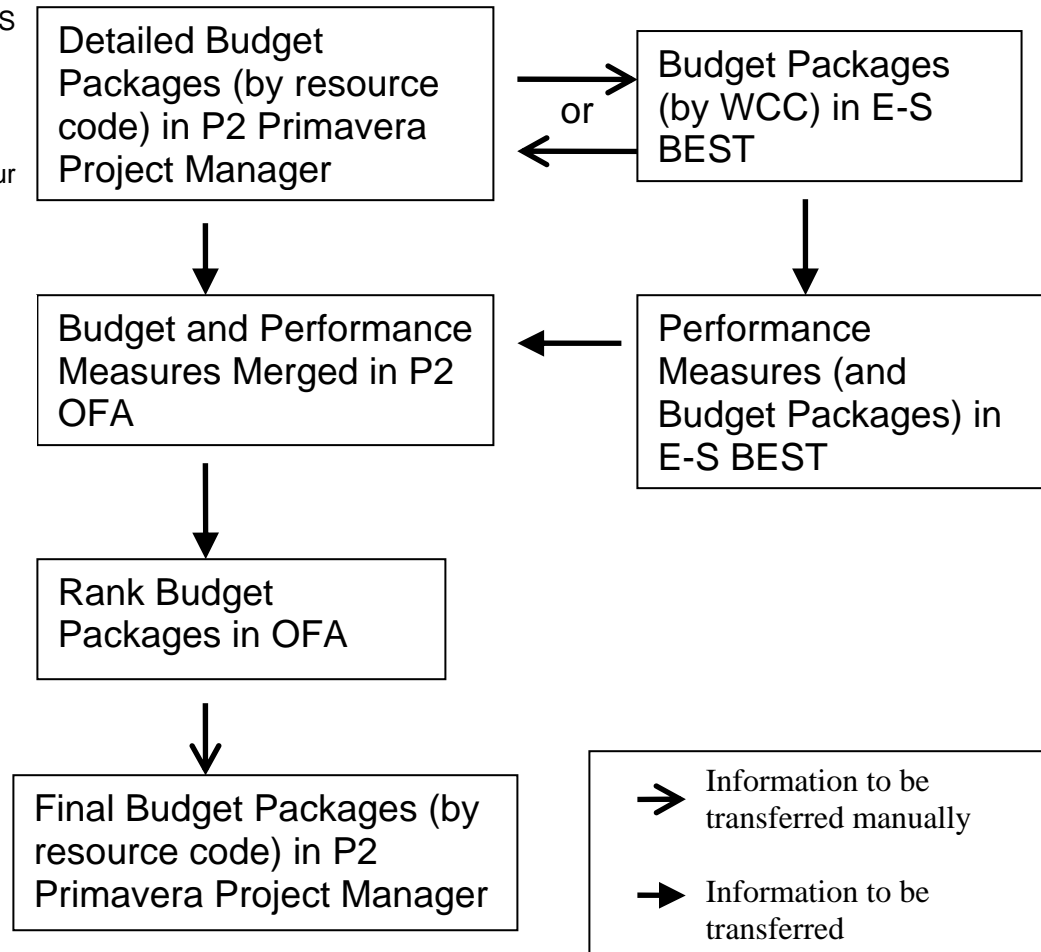 S
ur
Detailed Budget
Packages (by resource
code) in P2 Primavera
Project Manager
or
Budget Packages
(by WCC) in E-S
BEST
Budget and Performance
Measures Merged in P2
OFA
Performance
Measures (and
Budget Packages) in
E-S BEST
Rank Budget
Packages in OFA
Final Budget Packages (by
resource code) in P2
Primavera Project Manager
Information to be
transferred manually
Information to be
transferred